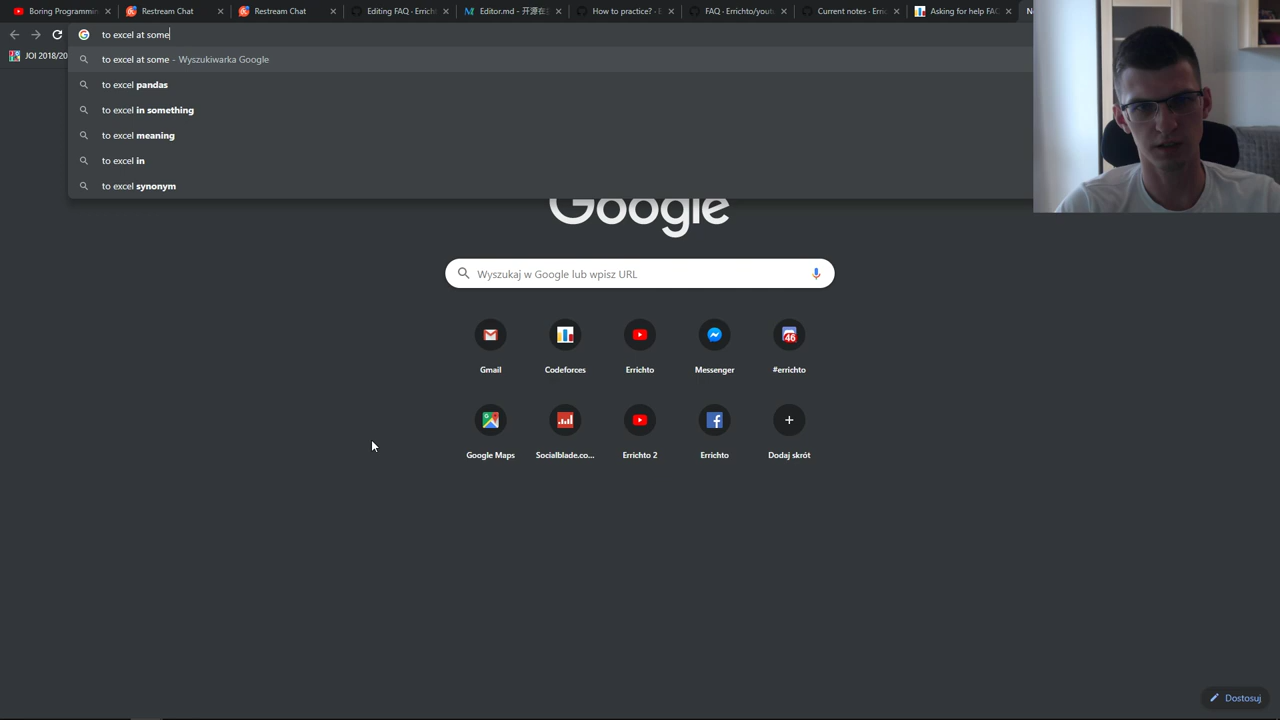 Boring Programmin
Restream Chat
Restream Chat
Editing FAQ · Erricht
Editor.md - 开源在
How to practice? · E
FAQ · Errichto/yout
Current notes · Erric
Asking for help FAQ
to excel at some
JOI 2018/20
to excel at some - Wyszukiwarka Google
to excel pandas
to excel in something
to excel meaning
to excel in
to excel synonym
Google
Wyszukaj w Google lub wpisz URL
46
Gmail
Codeforces
Errichto
Messenger
#errichto
Google Maps
Socialblade.co...
Errichto 2
Errichto
Dodaj skrót
Dostosuj